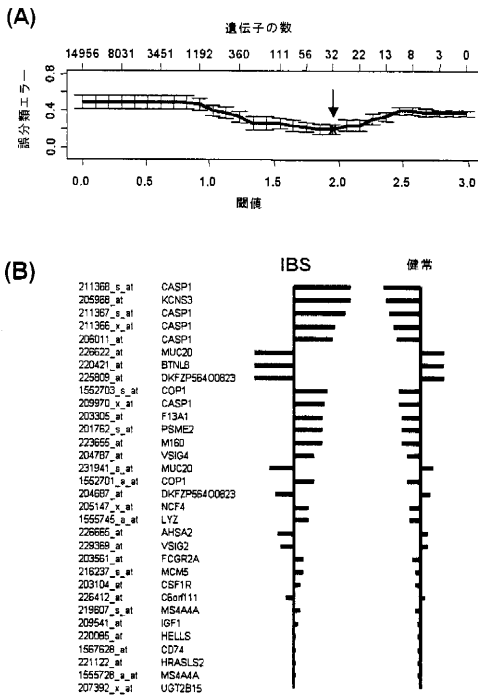 (A)
遺伝子の数
14956 8031 3451 1192 360 111 56 32 22 13 8 3 0
誤分類エラー
0.8
0.4
0.0
0.0 0.5 1.0 1.5 2.0 2.5 3.0
閾値
(B)
IBS 健常
211368_s_at CASP1
205968_at KCNS3
211367_s_at CASP1
211366_x_at CASP1
206011_at CASP1
226622_at MUC20
220421_at BTNL8
225809_at DKFZP564O0823
1552703_s_at COP1
209970_x_at CASP1
203305_at F13A1
201762_s_at PSME2
223655_at M160
204787_at VSIG4
231941_s_at MUC20
1552701_a_at COP1
204687_at DKFZP564O0823
205147_x_at NCF4
1555745_a_at LYZ
226665_at AHSA2
229369_at VSIG2
203561_at FCGR2A
216237_s_at MCM5
203104_at CSF1R
226412_at C6orf111
219607_s_at MS4A4A
209541_at IGF1
220085_at HELLS
1567628_at CD74
221122_at HRASLS2
1555728_a_at MS4A4A
207392_x_at UGT2B15